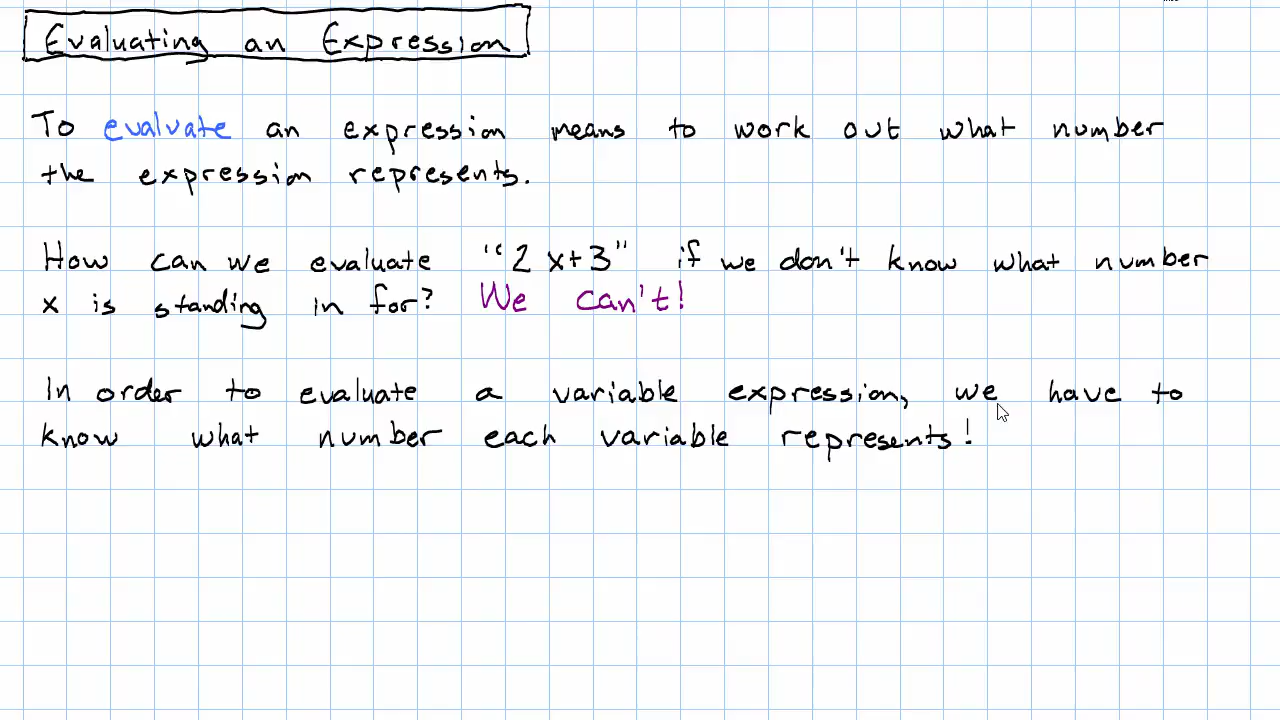 Evaluating an Expression
To evaluate an expression means to work out what number
the expression represents.
How can we evaluate "2x+3" if we don't know what number
x is standing in for? We can't!
In order to evaluate a variable expression, we have to
know what number each variable represents!